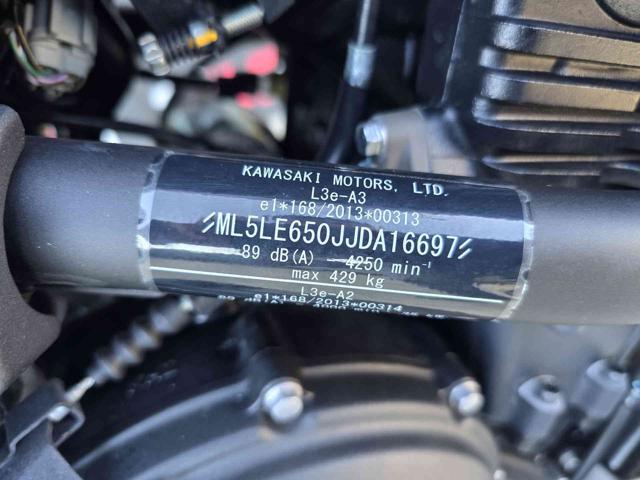 KAWASAKI MOTORS, LTD.
L3e-A3
e1*168/2013*00313
ML5LE650JJDA16697
89 dB(A) 4250 min-1
max 429 kg
L3e-A2
e1*168/2013*00314